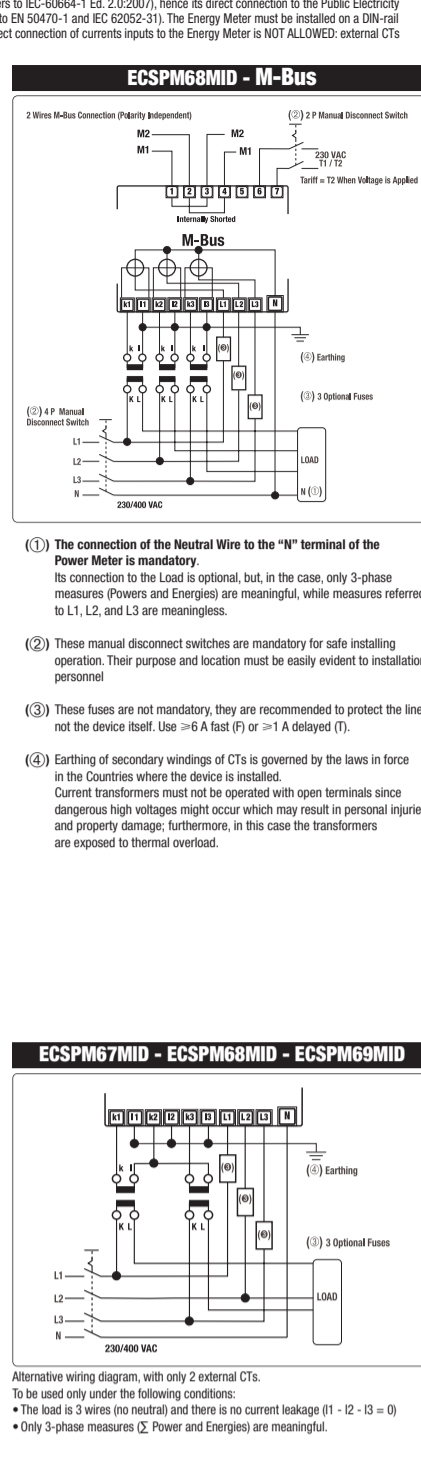 ers to IEC-60664-1 Ed. 2.0:2007), hence its direct connection to the Public Electricity
to EN 50470-1 and IEC 62052-31). The Energy Meter must be installed on a DIN-rail
ect connection of currents inputs to the Energy Meter is NOT ALLOWED: external CTs
ECSPM68MID - M-Bus
2 Wires M-Bus Connection (Polarity Independent)
(②) 2 P Manual Disconnect Switch
M2 M2
M1 M1
230 VAC
T1 / T2
Tariff = T2 When Voltage is Applied
1 2 3 4 5 6 7
Internally Shorted
M-Bus
k1 I1 k2 I2 k3 I3 L1 L2 L3 N
k I k I k I
(③)
(③)
(③)
K L K L K L
(④) Earthing
(③) 3 Optional Fuses
(②) 4 P Manual
Disconnect Switch
L1
L2
L3
N
LOAD
N (①)
230/400 VAC
(①) The connection of the Neutral Wire to the “N” terminal of the
Power Meter is mandatory.
Its connection to the Load is optional, but, in the case, only 3-phase
measures (Powers and Energies) are meaningful, while measures referred
to L1, L2, and L3 are meaningless.
(②) These manual disconnect switches are mandatory for safe installing
operation. Their purpose and location must be easily evident to installation
personnel
(③) These fuses are not mandatory, they are recommended to protect the line
not the device itself. Use ⩾6 A fast (F) or ⩾1 A delayed (T).
(④) Earthing of secondary windings of CTs is governed by the laws in force
in the Countries where the device is installed.
Current transformers must not be operated with open terminals since
dangerous high voltages might occur which may result in personal injurie
and property damage; furthermore, in this case the transformers
are exposed to thermal overload.
ECSPM67MID - ECSPM68MID - ECSPM69MID
k1 I1 k2 I2 k3 I3 L1 L2 L3 N
k I k I
(③)
(③)
(③)
K L K L
(④) Earthing
(③) 3 Optional Fuses
L1
L2
L3
N
LOAD
230/400 VAC
Alternative wiring diagram, with only 2 external CTs.
To be used only under the following conditions:
• The load is 3 wires (no neutral) and there is no current leakage (I1 - I2 - I3 = 0)
• Only 3-phase measures (∑ Power and Energies) are meaningful.